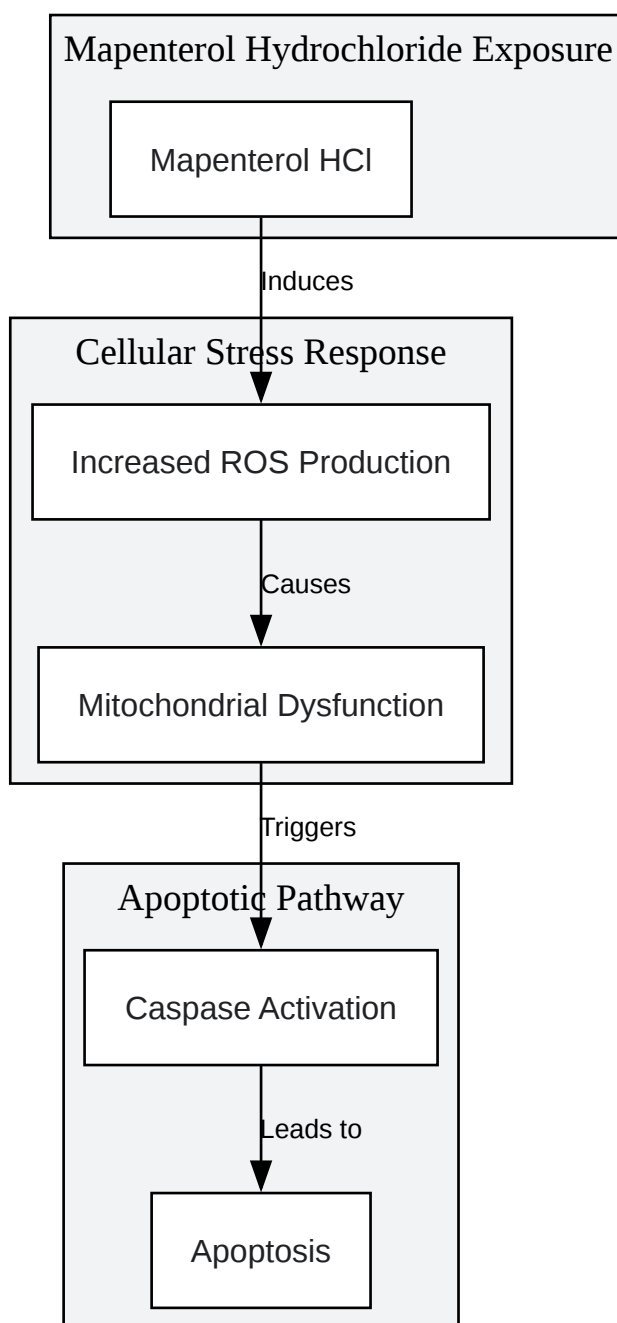 Mapenterol Hydrochloride Exposure
Mapenterol HCl
Induces
Cellular Stress Response
Increased ROS Production
Causes
Mitochondrial Dysfunction
Triggers
Apoptotic Pathway
Caspase Activation
Leads to
Apoptosis